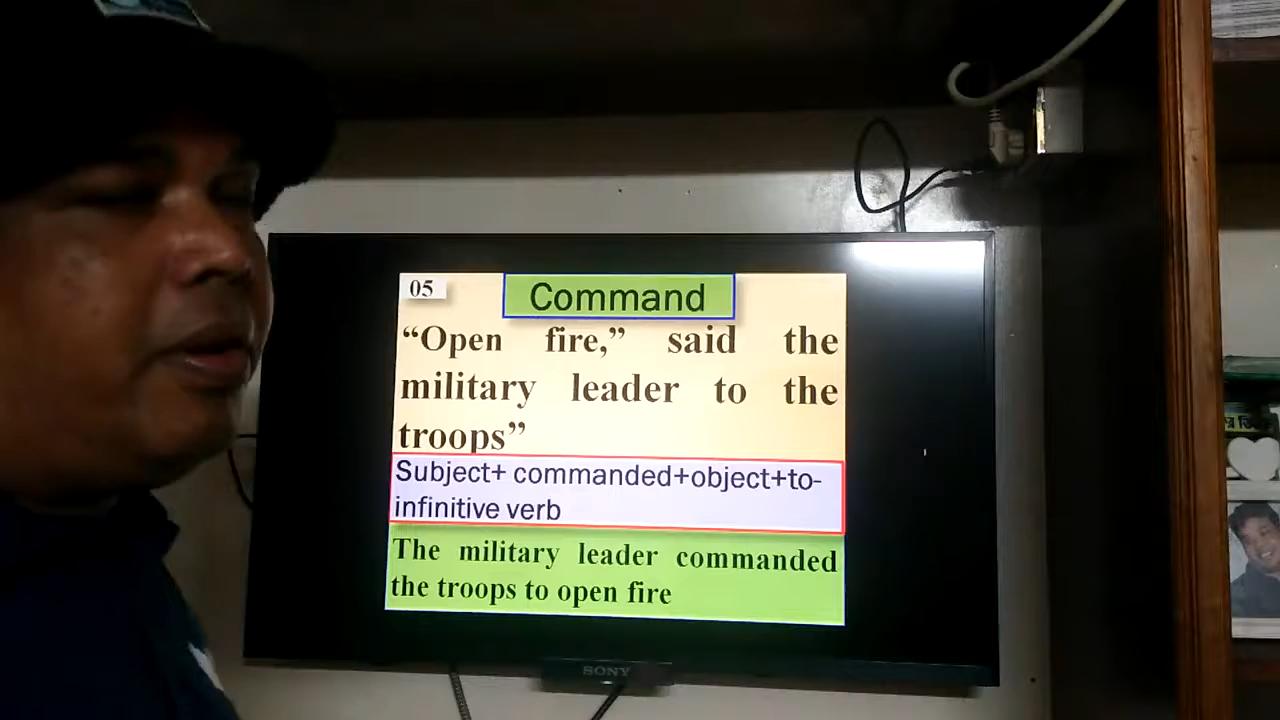 05
Command
“Open fire,” said the
military leader to the
troops”
Subject+ commanded+object+to-
infinitive verb
The military leader commanded
the troops to open fire
SONY